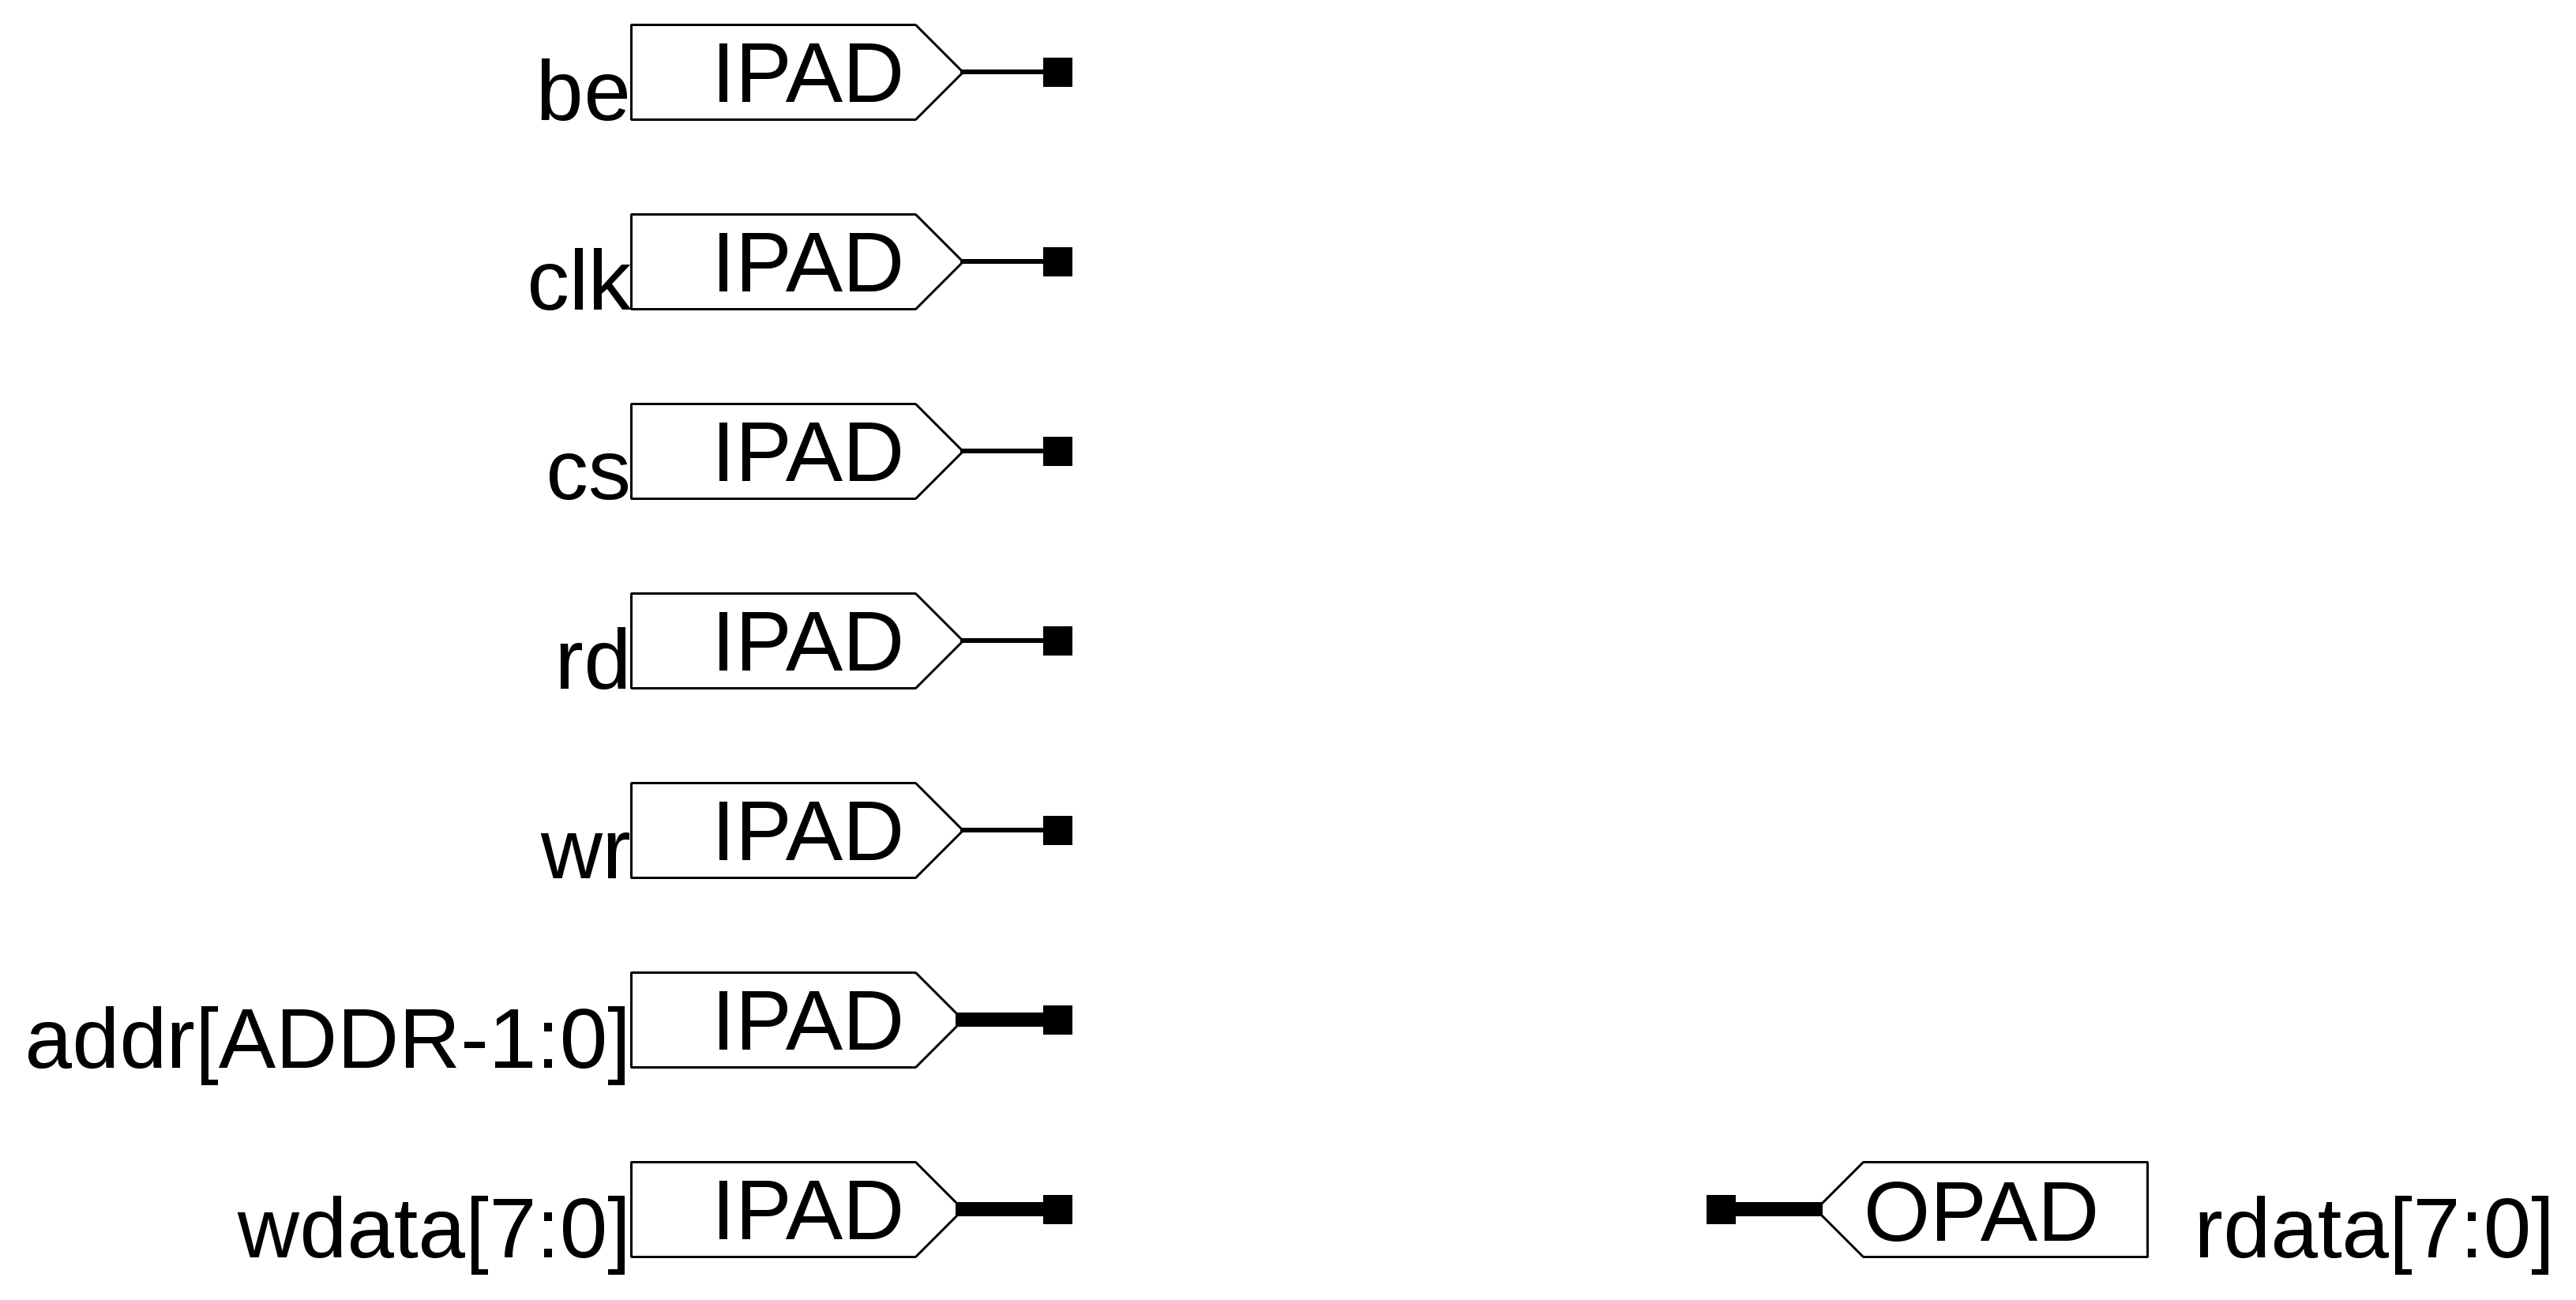 be IPAD
clk IPAD
cs IPAD
rd IPAD
wr IPAD
addr[ADDR-1:0] IPAD
wdata[7:0] IPAD OPAD rdata[7:0]